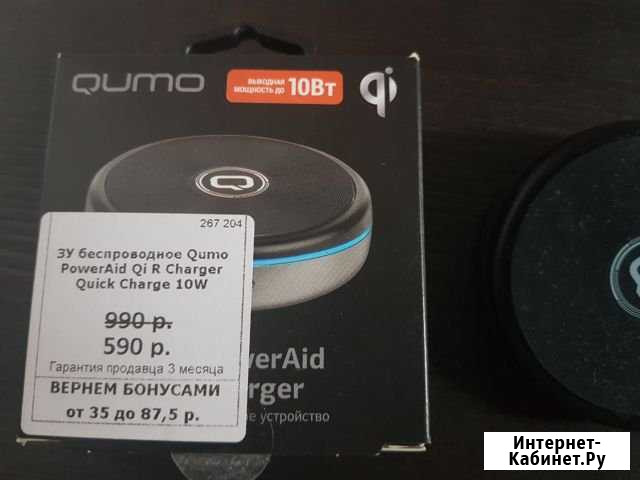 QUMO
ВЫХОДНАЯ
МОЩНОСТЬ ДО 10Вт
qi
267 204
ЗУ беспроводное Qumo
PowerAid Qi R Charger
Quick Charge 10W
990 р.
590 р.
Гарантия продавца 3 месяца
ВЕРНЕМ БОНУСАМИ
от 35 до 87,5 р.
werAid
rger
устройство
Интернет-
Кабинет.Ру